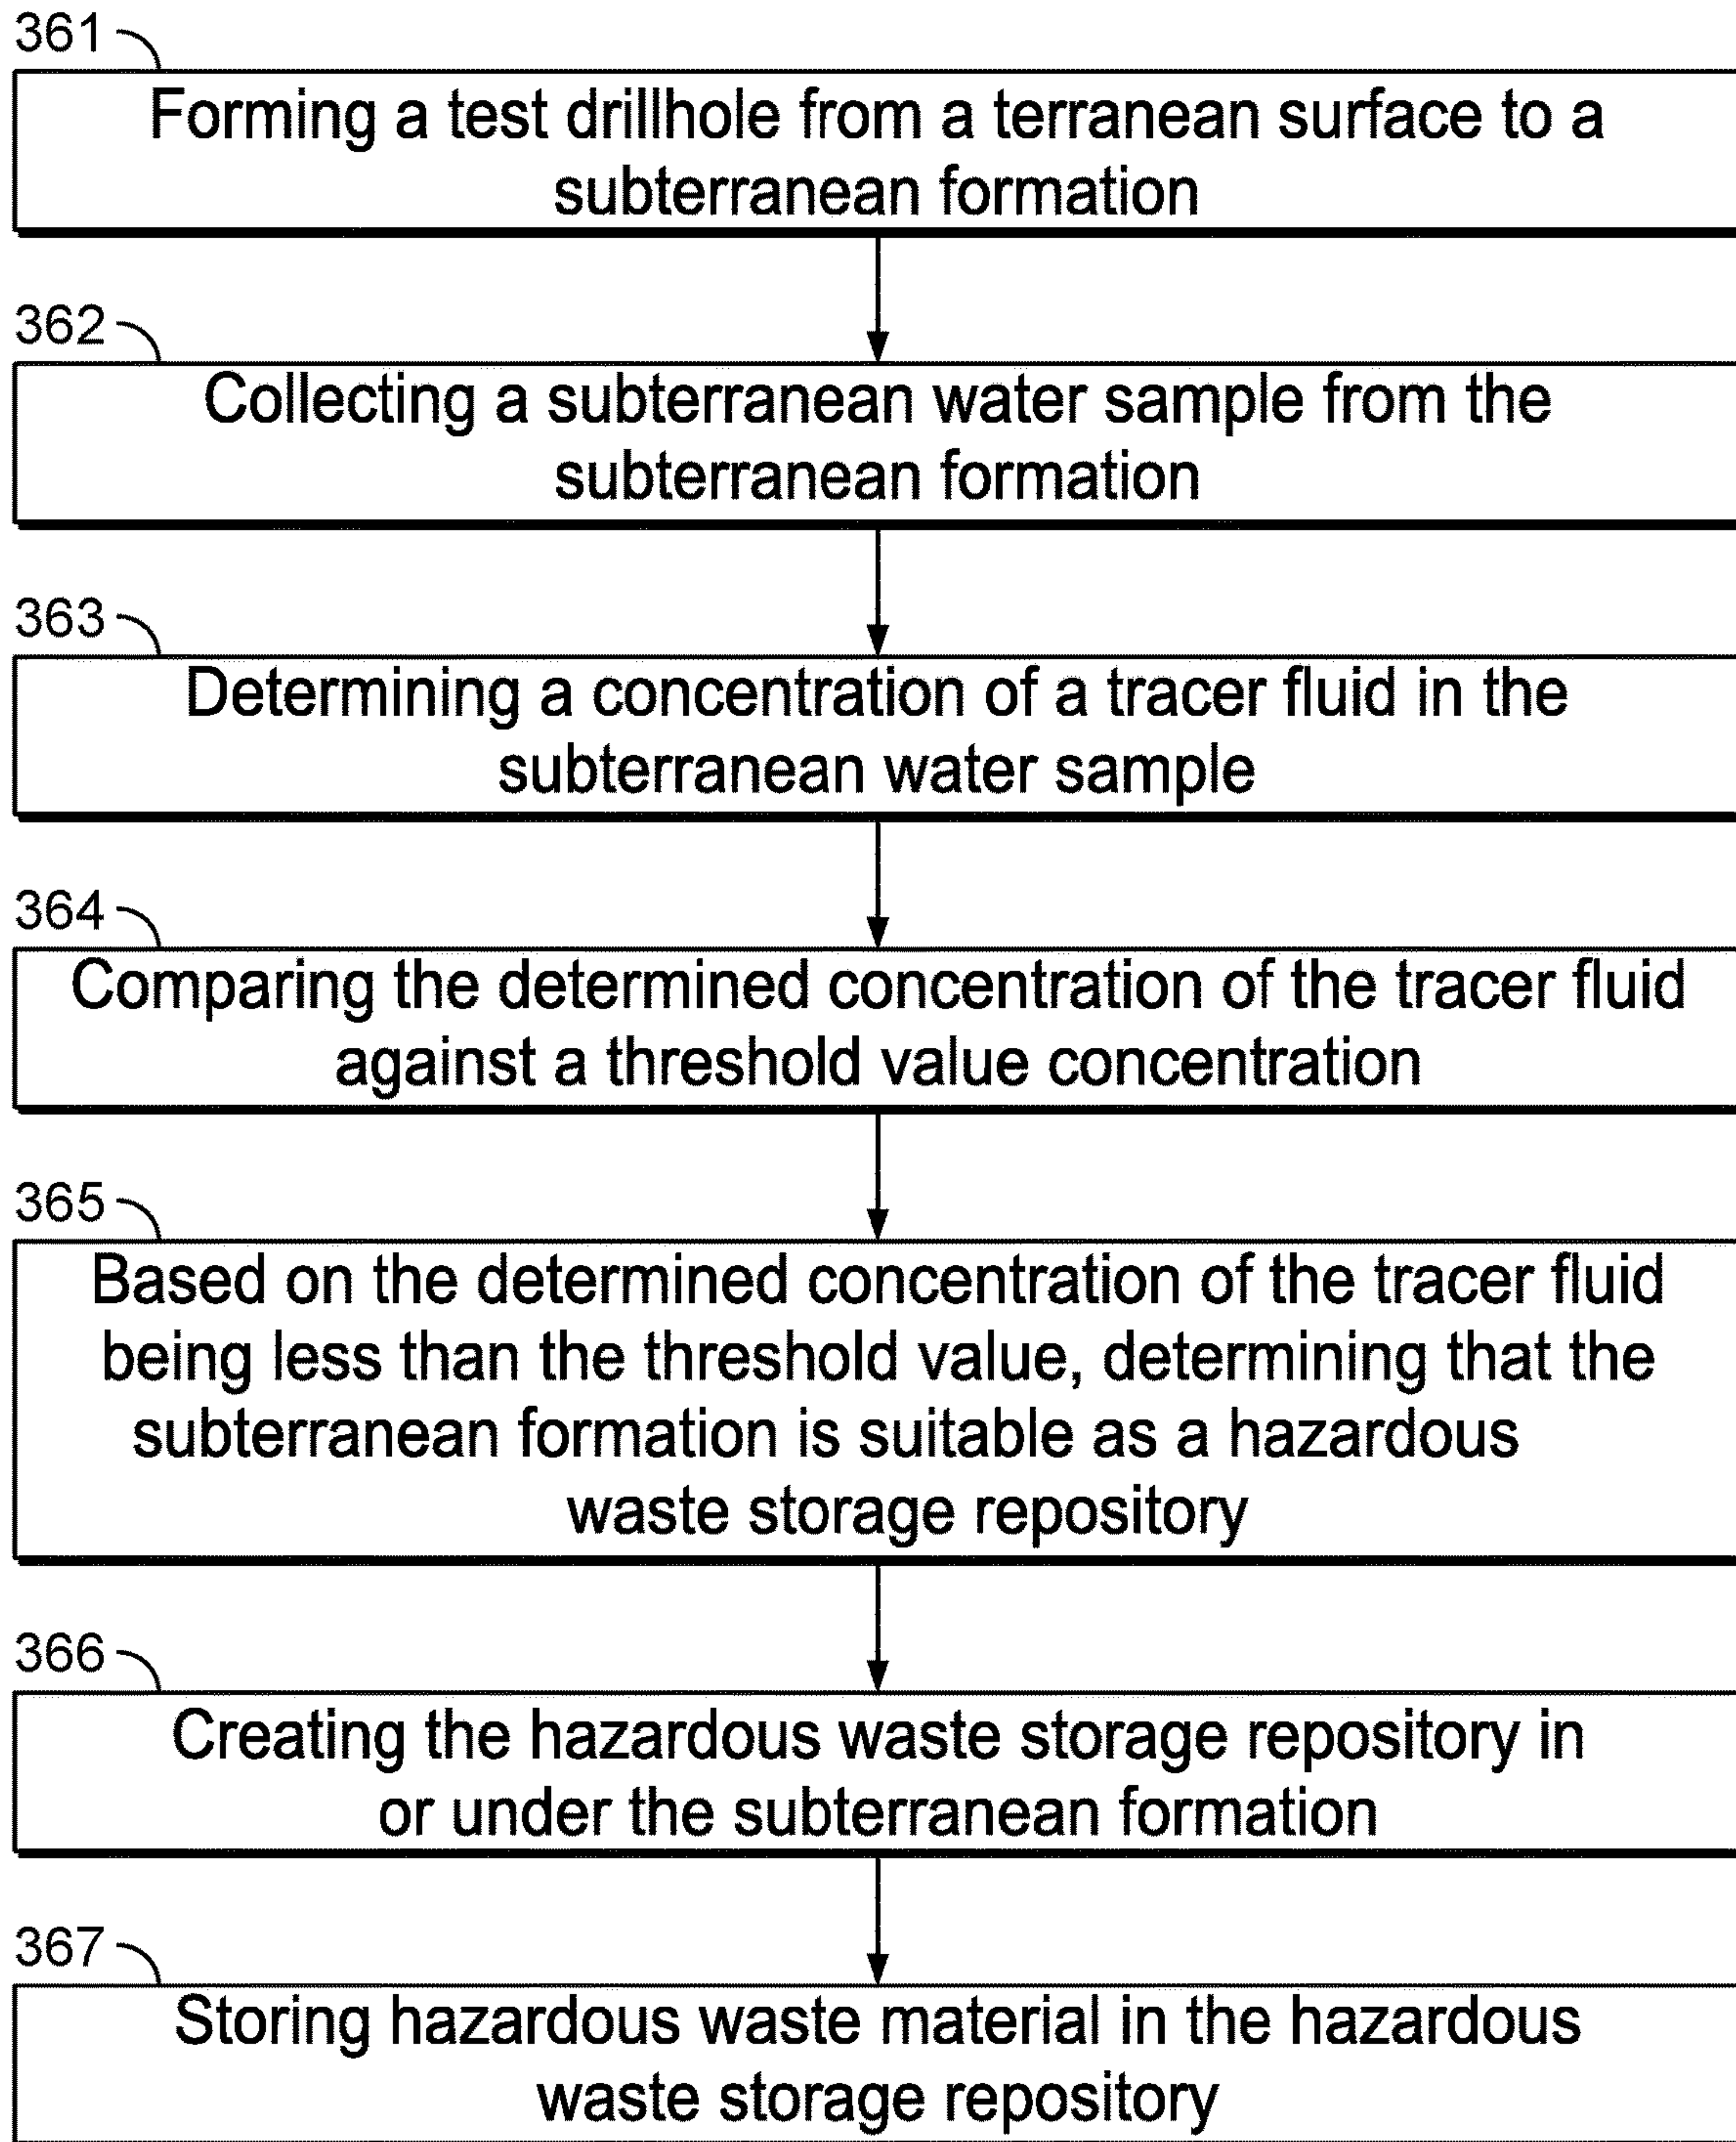 361
Forming a test drillhole from a terranean surface to a
subterranean formation
362
Collecting a subterranean water sample from the
subterranean formation
363
Determining a concentration of a tracer fluid in the
subterranean water sample
364
Comparing the determined concentration of the tracer fluid
against a threshold value concentration
365
Based on the determined concentration of the tracer fluid
being less than the threshold value, determining that the
subterranean formation is suitable as a hazardous
waste storage repository
366
Creating the hazardous waste storage repository in
or under the subterranean formation
367
Storing hazardous waste material in the hazardous
waste storage repository